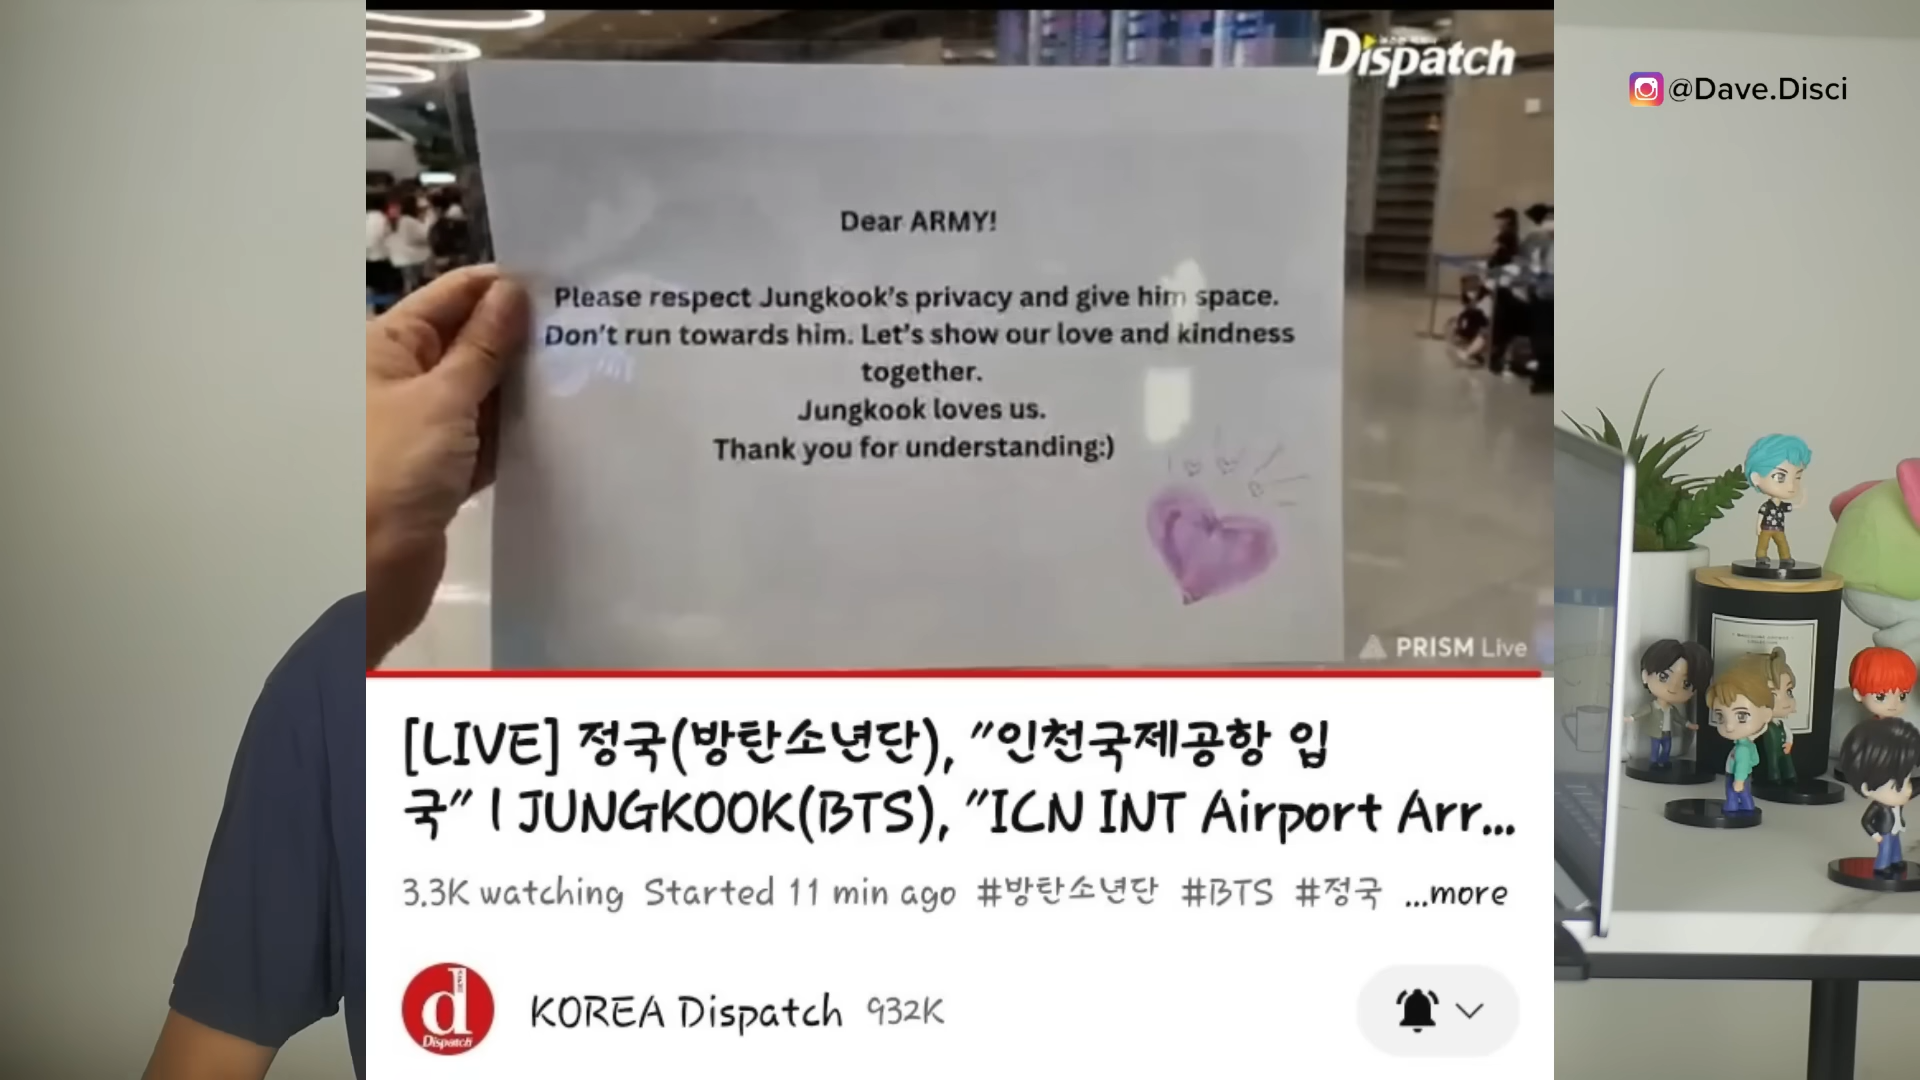 Dispatch
@Dave.Disci
Dear ARMY!
Please respect Jungkook's privacy and give him space.
Don't run towards him. Let's show our love and kindness
together.
Jungkook loves us.
Thank you for understanding:)
PRISM Live
[LIVE] 정국(방탄소년단), "인천국제공항 입
국" | JUNGKOOK(BTS), "ICN INT Airport Arr...
3.3K watching Started 11 min ago #방탄소년단 #BTS #정국 ...more
d
Dispatch
KOREA Dispatch 932K